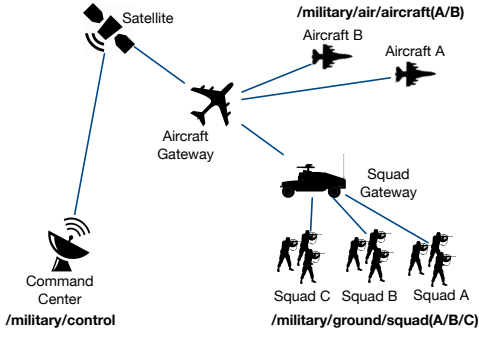 Satellite
/military/air/aircraft(A/B)
Aircraft B
Aircraft A
Aircraft
Gateway
Squad
Gateway
Command
Center
/military/control
Squad C
Squad B
Squad A
/military/ground/squad(A/B/C)